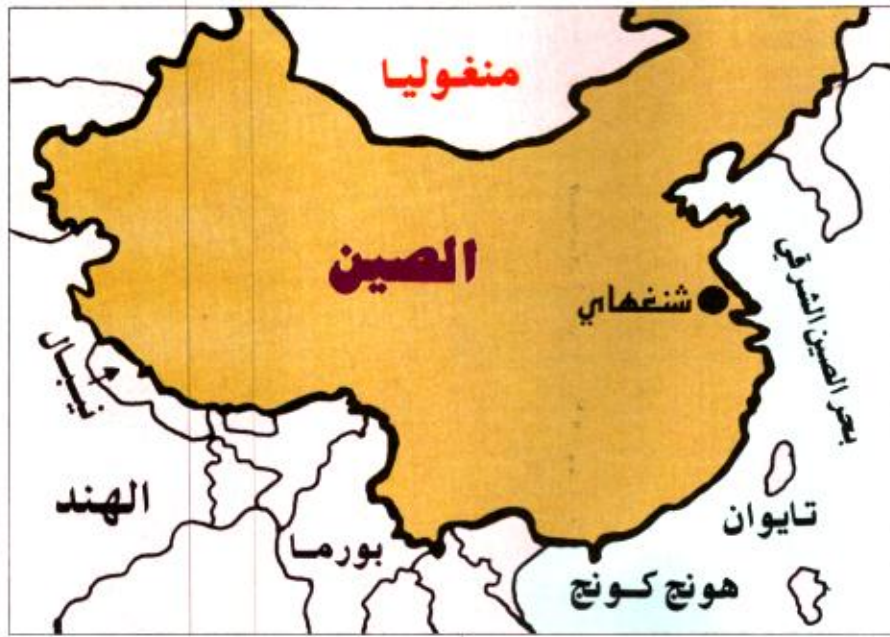 منغوليا
الصين
شنغهاي
بحر الصين الشرقي
نيبال
الهند
بورما
تايوان
هونج كونج